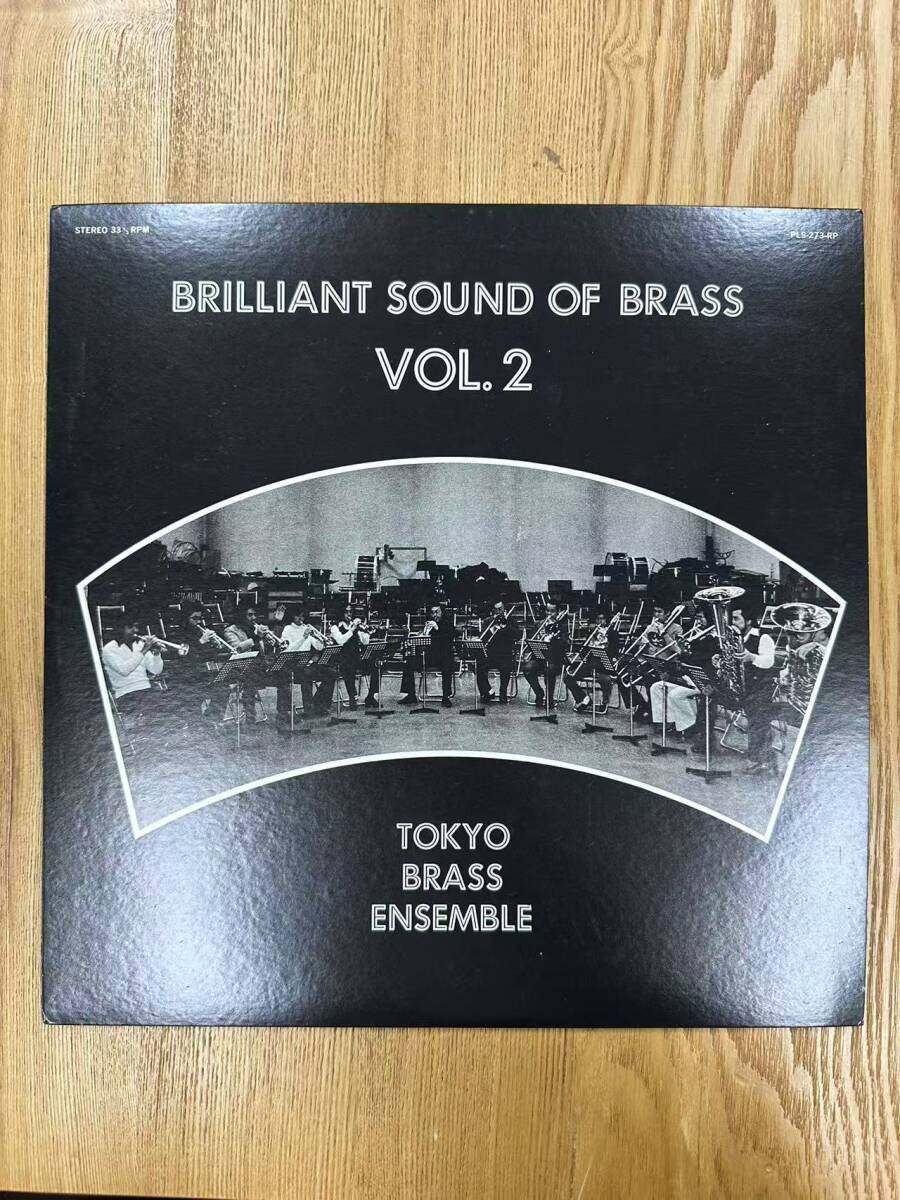 STEREO 33⅓ RPM
PLS-273-RP
BRILLIANT SOUND OF BRASS
VOL. 2
TOKYO
BRASS
ENSEMBLE